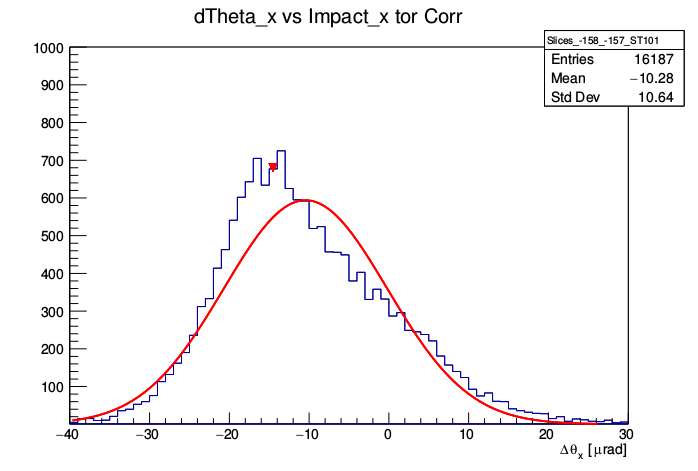 dTheta_x vs Impact_x tor Corr
Slices_-158_-157_ST101
Entries 16187
Mean −10.28
Std Dev 10.64
1000
900
800
700
600
500
400
300
200
100
−40 −30 −20 −10 0 10 20 30
Δθx [μrad]